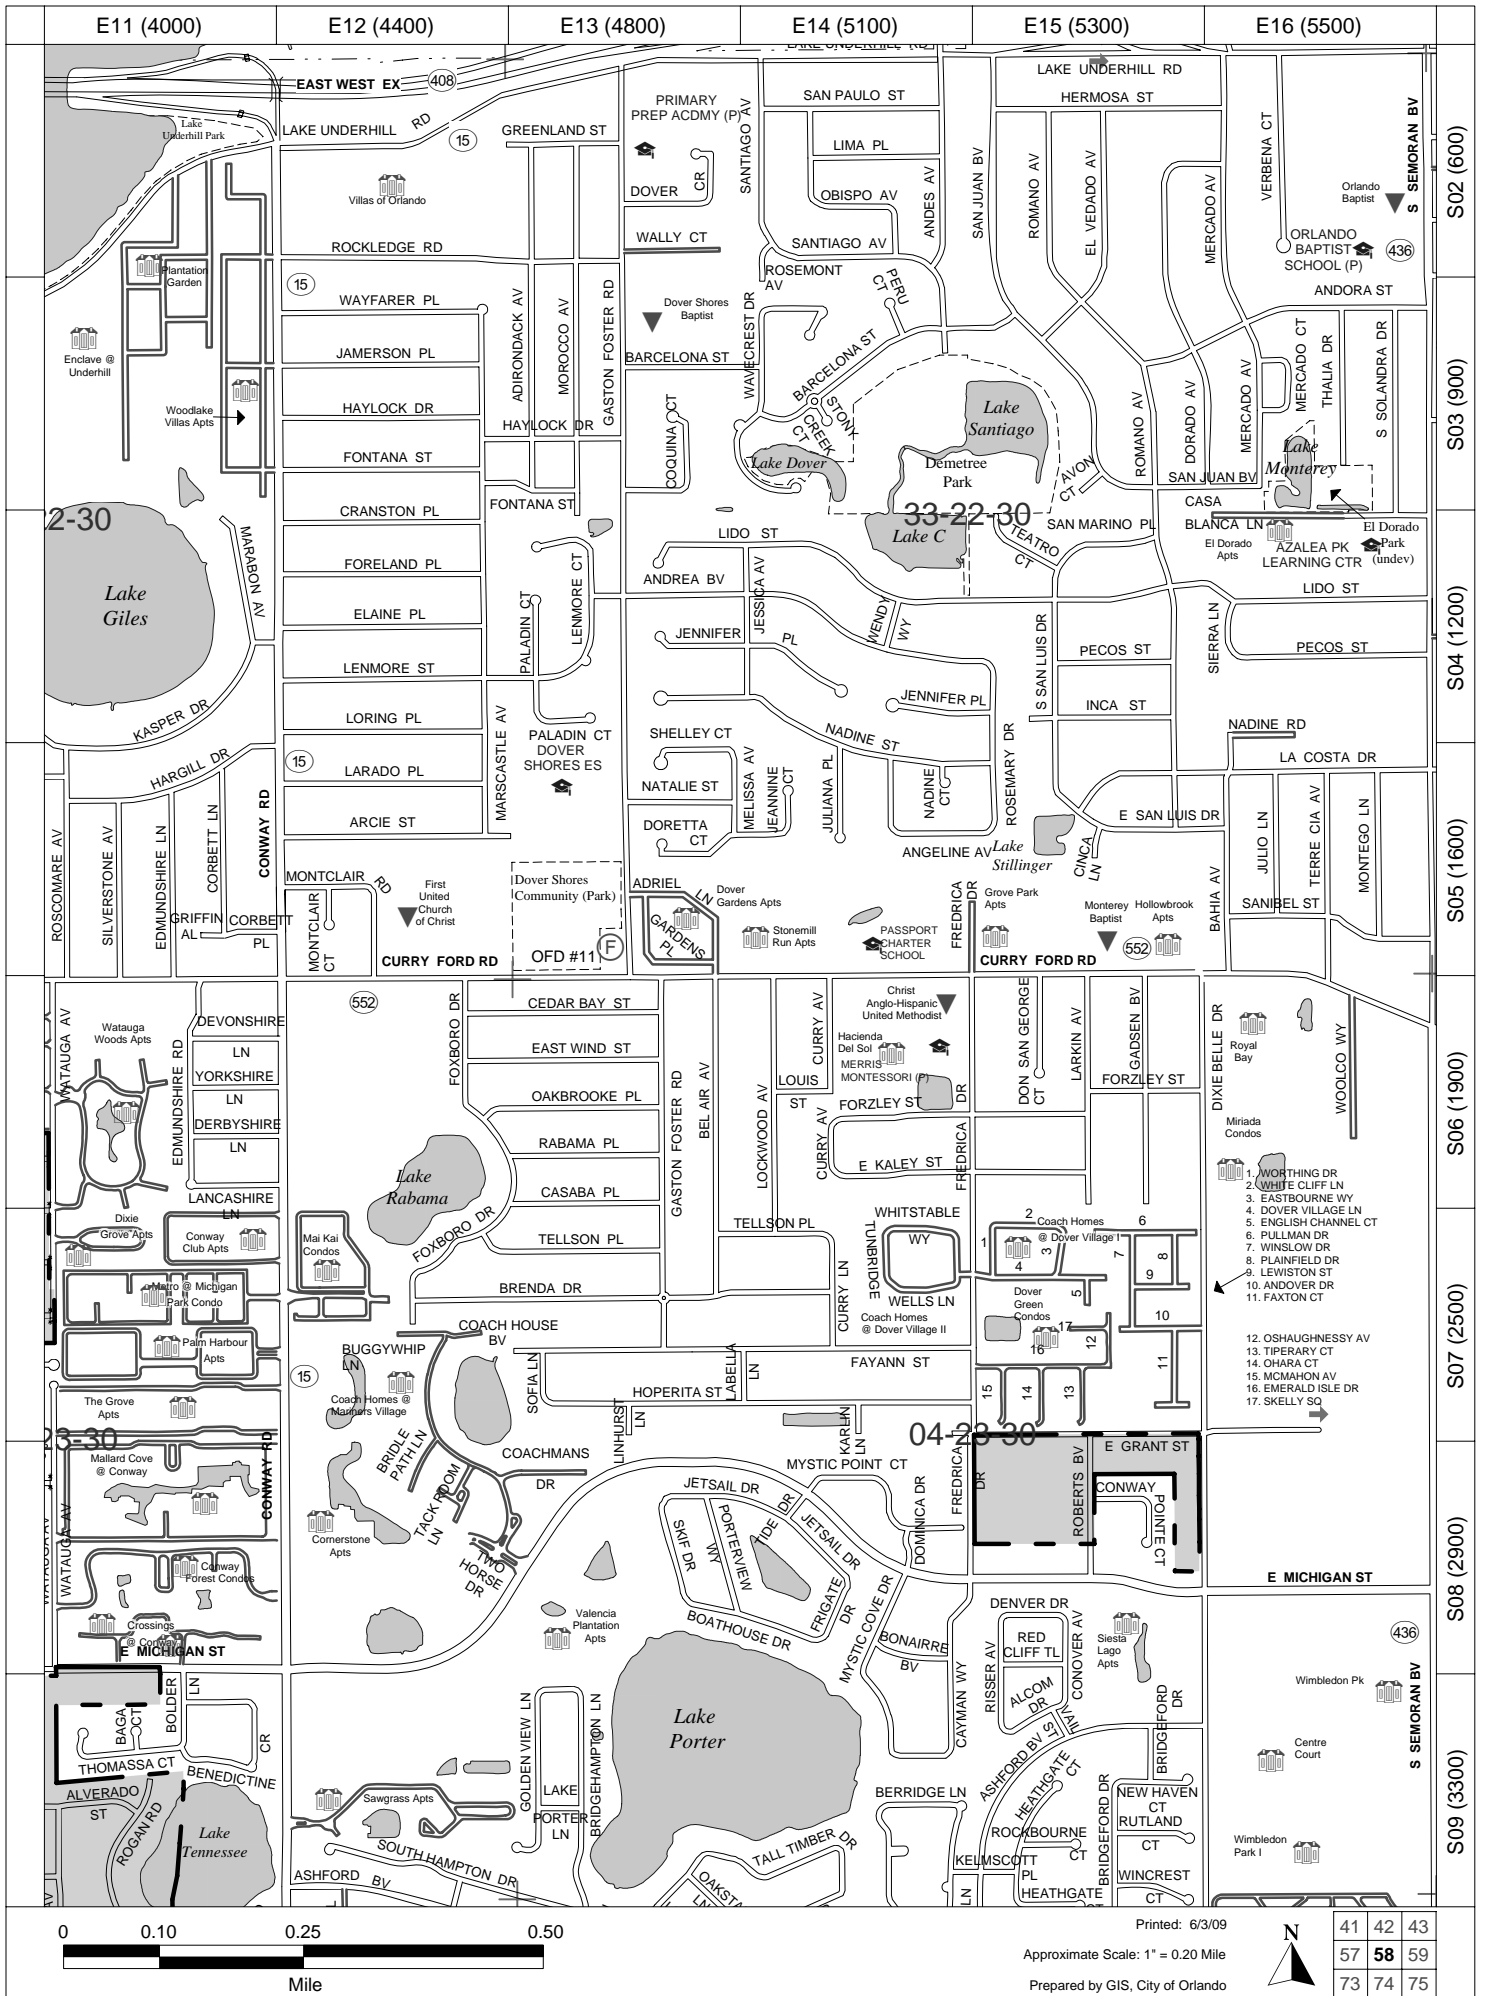 E11 (4000)
E12 (4400)
E13 (4800)
E14 (5100)
E15 (5300)
E16 (5500)
LAKE UNDERHILL RD
EAST WEST EX
408
LAKE UNDERHILL RD
Lake
Underhill Park
LAKE UNDERHILL RD
15
GREENLAND ST
PRIMARY
PREP ACDMY (P)
SANTIAGO AV
SAN PAULO ST
HERMOSA ST
LIMA PL
OBISPO AV
ANDES AV
SAN JUAN BV
ROMANO AV
EL VEDADO AV
MERCADO AV
VERBENA CT
S SEMORAN BV
S02 (600)
Orlando
Baptist
Villas of Orlando
DOVER
CR
WALLY CT
SANTIAGO AV
ROCKLEDGE RD
ORLANDO
BAPTIST
SCHOOL (P)
436
Plantation
Garden
15
WAYFARER PL
ROSEMONT
AV
PERU
CT
ANDORA ST
ADIRONDACK AV
MOROCCO AV
GASTON FOSTER RD
Dover Shores
Baptist
WAVECREST DR
BARCELONA ST
BARCELONA ST
Enclave @
Underhill
JAMERSON PL
MERCADO CT
THALIA DR
S SOLANDRA DR
S03 (900)
Woodlake
Villas Apts
HAYLOCK DR
HAYLOCK DR
COQUINA CT
STONY
CREEK
CT
Lake
Santiago
ROMANO AV
DORADO AV
MERCADO AV
FONTANA ST
Lake Dover
Demetree
Park
AVON
CT
SAN JUAN BV
Lake
Monterey
FONTANA ST
CRANSTON PL
22-30
33-22-30
CASA
BLANCA LN
El Dorado
Park
(undev)
El Dorado
Apts
AZALEA PK
LEARNING CTR
MARABON AV
FORELAND PL
LIDO ST
Lake C
TEATRO
CT
SAN MARINO PL
Lake
Giles
ANDREA BV
LENMORE CT
JESSICA AV
LIDO ST
ELAINE PL
PALADIN CT
JENNIFER
PL
WENDY
WY
S SAN LUIS DR
PECOS ST
SIERRA LN
PECOS ST
S04 (1200)
LENMORE ST
KASPER DR
LORING PL
JENNIFER PL
INCA ST
NADINE RD
PALADIN CT
DOVER
SHORES ES
SHELLEY CT
NADINE ST
LA COSTA DR
HARGILL DR
15
LARADO PL
MARSCASTLE AV
NATALIE ST
MELISSA AV
JEANNINE
CT
JULIANA PL
NADINE
CT
ROSEMARY DR
ARCIE ST
DORETTA
CT
ANGELINE AV
Lake
Stillinger
E SAN LUIS DR
CINCA
LN
JULIO LN
TERRE CIA AV
MONTEGO LN
S05 (1600)
ROSCOMARE AV
SILVERSTONE AV
EDMUNDSHIRE LN
CORBETT LN
CONWAY RD
MONTCLAIR
RD
First
United
Church
of Christ
Dover Shores
Community (Park)
ADRIEL
LN
Dover
Gardens Apts
GARDENS
PL
FREDRICA
DR
Grove Park
Apts
Monterey
Baptist
Hollowbrook
Apts
BAHIA AV
SANIBEL ST
GRIFFIN
AL
CORBETT
PL
MONTCLAIR
CT
CURRY FORD RD
OFD #11
F
Stonemill
Run Apts
PASSPORT
CHARTER
SCHOOL
CURRY FORD RD
552
WATAUGA AV
Watauga
Woods Apts
DEVONSHIRE
LN
552
FOXBORO DR
CEDAR BAY ST
EAST WIND ST
Christ
Anglo-Hispanic
United Methodist
CURRY AV
Hacienda
Del Sol
MERRIS
MONTESSORI (P)
DON SAN GEORGE
CT
LARKIN AV
GADSEN BV
DIXIE BELLE DR
Royal
Bay
WOOLCO WY
S06 (1900)
YORKSHIRE
LN
EDMUNDSHIRE RD
DERBYSHIRE
LN
OAKBROOKE PL
GASTON FOSTER RD
BEL AIR AV
LOCKWOOD AV
LOUIS
ST
FORZLEY ST
FORZLEY ST
DR
RABAMA PL
CURRY AV
E KALEY ST
FREDRICA
Miriada
Condos
Lake
Rabama
LANCASHIRE
LN
CASABA PL
1. WORTHING DR
2. WHITE CLIFF LN
3. EASTBOURNE WY
4. DOVER VILLAGE LN
5. ENGLISH CHANNEL CT
6. PULLMAN DR
7. WINSLOW DR
8. PLAINFIELD DR
9. LEWISTON ST
10. ANDOVER DR
11. FAXTON CT
12. OSHAUGHNESSY AV
13. TIPERARY CT
14. OHARA CT
15. MCMAHON AV
16. EMERALD ISLE DR
17. SKELLY SQ
Dixie
Grove Apts
Conway
Club Apts
Mai Kai
Condos
FOXBORO DR
TELLSON PL
TELLSON PL
TUNBRIDGE
WHITSTABLE
WY
WELLS LN
1
2
3
4
5
6
7
8
9
10
11
12
13
14
15
16
17
Coach Homes
@ Dover Village I
Dover
Green
Condos
Metro @ Michigan
Park Condo
BRENDA DR
CURRY LN
Coach Homes
@ Dover Village II
S07 (2500)
Palm Harbour
Apts
COACH HOUSE
BV
BUGGYWHIP
LN
FAYANN ST
The Grove
Apts
15
Coach Homes @
Mariners Village
SOFIA LN
HOPERITA ST
LABELLA
LN
LINHURST
LN
KARLIN
LN
23-30
04-23-30
E GRANT ST
Mallard Cove
@ Conway
CONWAY RD
BRIDLE
PATH LN
COACHMANS
DR
MYSTIC POINT CT
FREDRICA
DR
ROBERTS BV
CONWAY
POINTE CT
TACK ROOM
LN
JETSAIL DR
TIDE DR
JETSAIL DR
DOMINICA DR
Cornerstone
Apts
TWO
HORSE
DR
SKIF DR
PORTERVIEW
WY
WATAUGA AV
WATAUGA AV
Conway
Forest Condos
FRIGATE
DR
MYSTIC COVE DR
E MICHIGAN ST
S08 (2900)
Crossings
@ Conway
E MICHIGAN ST
Valencia
Plantation
Apts
BOATHOUSE DR
BONAIRRE
BV
DENVER DR
RED
CLIFF TL
CONOVER AV
Siesta
Lago
Apts
436
RISSER AV
ALCOM
DR
VAIL
ST
BRIDGEFORD
DR
Wimbledon Pk
BAGA
CT
BOLDER
LN
CR
Lake
Porter
CAYMAN WY
ASHFORD BV
S SEMORAN BV
THOMASSA CT
BENEDICTINE
GOLDEN VIEW LN
BRIDGEHAMPTON LN
HEATHGATE
CT
Centre
Court
ALVERADO
ST
ROGAN RD
Sawgrass Apts
LAKE
PORTER
LN
BERRIDGE LN
BRIDGEFORD DR
NEW HAVEN
CT
RUTLAND
CT
S09 (3300)
Lake
Tennessee
SOUTH HAMPTON DR
TALL TIMBER DR
ROCKBOURNE
CT
KELMSCOTT
PL
WINCREST
CT
Wimbledon
Park I
ASHFORD BV
OAKSTA
LN
LN
HEATHGATE
CT
AV
L
0
0.10
0.25
0.50
Mile
Printed: 6/3/09
Approximate Scale: 1" = 0.20 Mile
Prepared by GIS, City of Orlando
N
41 42 43
57 58 59
73 74 75